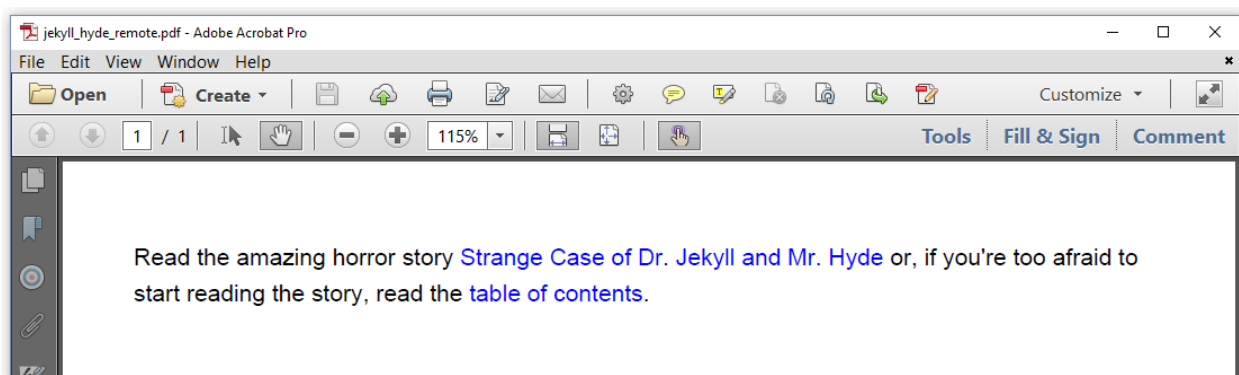 jekyll_hyde_remote.pdf - Adobe Acrobat Pro
File Edit View Window Help
Open Create Customize
1 / 1 115% Tools Fill & Sign Comment
Read the amazing horror story Strange Case of Dr. Jekyll and Mr. Hyde or, if you're too afraid to
start reading the story, read the table of contents.